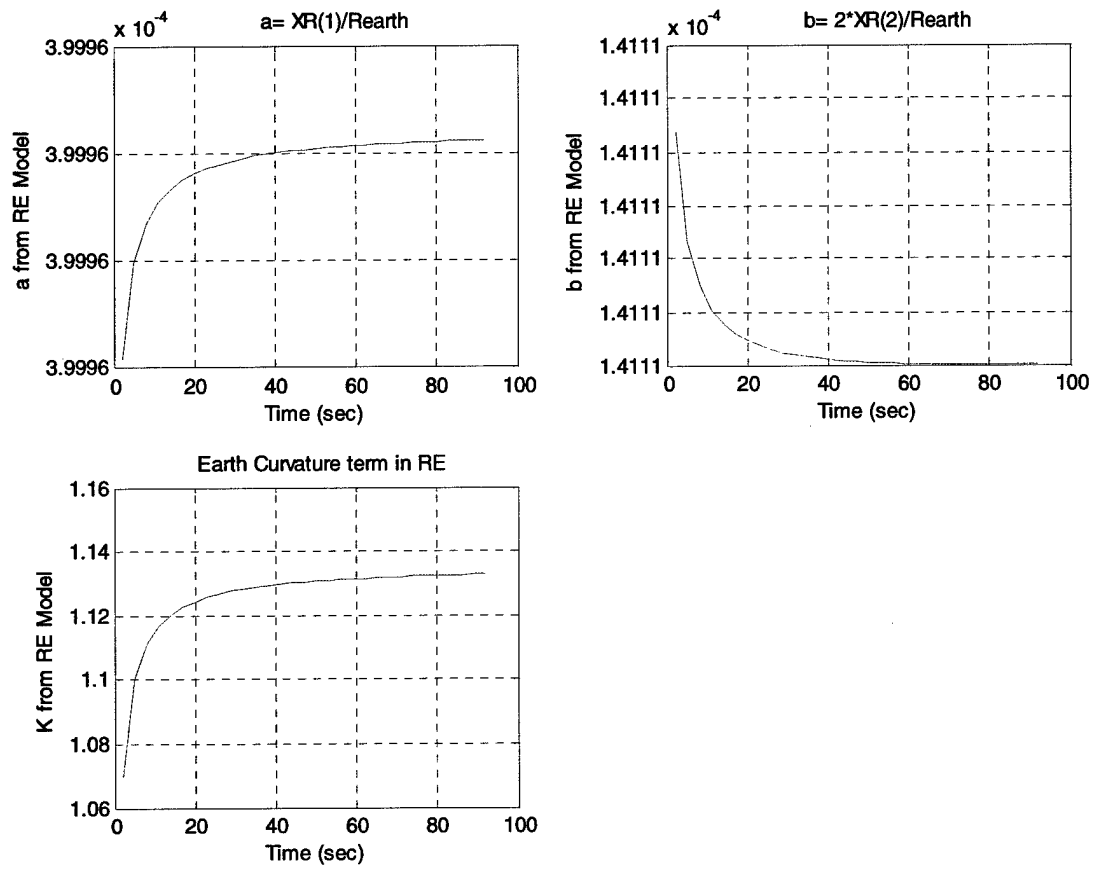 x 10-4
a= XR(1)/Rearth
3.9996
3.9996
3.9996
3.9996
a from RE Model
0 20 40 60 80 100
Time (sec)
x 10-4
b= 2*XR(2)/Rearth
1.4111
1.4111
1.4111
1.4111
1.4111
1.4111
1.4111
b from RE Model
0 20 40 60 80 100
Time (sec)
Earth Curvature term in RE
1.16
1.14
1.12
1.1
1.08
1.06
K from RE Model
0 20 40 60 80 100
Time (sec)